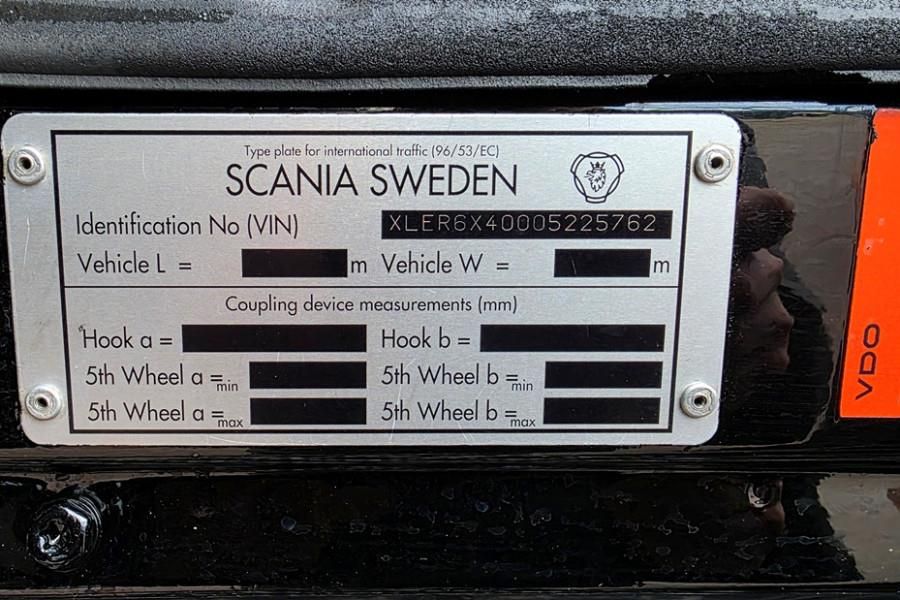 Type plate for international traffic (96/53/EC)
SCANIA SWEDEN
Identification No (VIN) XLER6X40005225762
Vehicle L = m Vehicle W = m
Coupling device measurements (mm)
Hook a = Hook b =
5th Wheel a =min 5th Wheel b =min
5th Wheel a =max 5th Wheel b =max
VDO